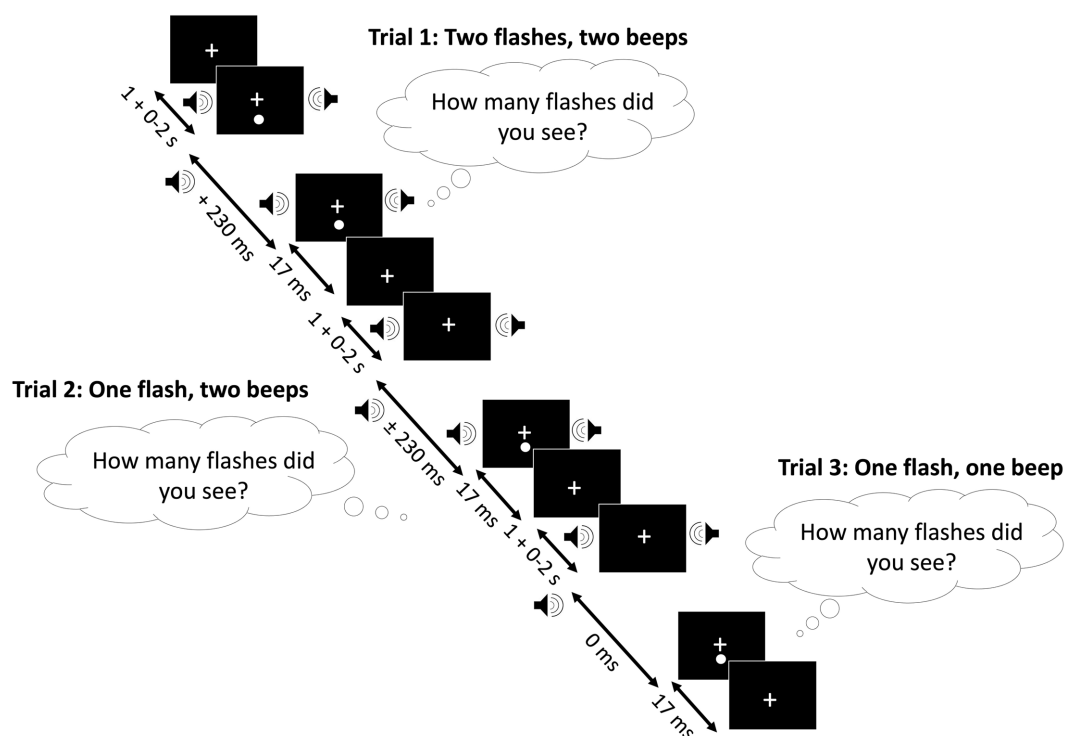 Trial 1: Two flashes, two beeps
How many flashes did
you see?
1 + 0-2 s
+ 230 ms
17 ms
1 + 0-2 s
Trial 2: One flash, two beeps
How many flashes did
you see?
± 230 ms
17 ms
1 + 0-2 s
Trial 3: One flash, one beep
How many flashes did
you see?
0 ms
17 ms